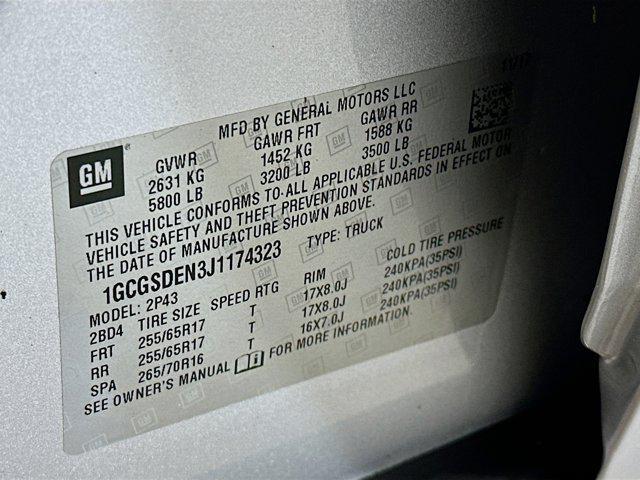 11/17
MFD BY GENERAL MOTORS LLC
GM
GVWR GAWR FRT GAWR RR
2631 KG 1452 KG 1588 KG
5800 LB 3200 LB 3500 LB
THIS VEHICLE CONFORMS TO ALL APPLICABLE U.S. FEDERAL MOTOR
VEHICLE SAFETY AND THEFT PREVENTION STANDARDS IN EFFECT ON
THE DATE OF MANUFACTURE SHOWN ABOVE.
1GCGSDEN3J1174323 TYPE: TRUCK
MODEL: 2P43
2BD4 TIRE SIZE SPEED RTG RIM COLD TIRE PRESSURE
FRT 255/65R17 T 17X8.0J 240KPA(35PSI)
RR 255/65R17 T 17X8.0J 240KPA(35PSI)
SPA 265/70R16 T 16X7.0J 240KPA(35PSI)
SEE OWNER'S MANUAL FOR MORE INFORMATION.